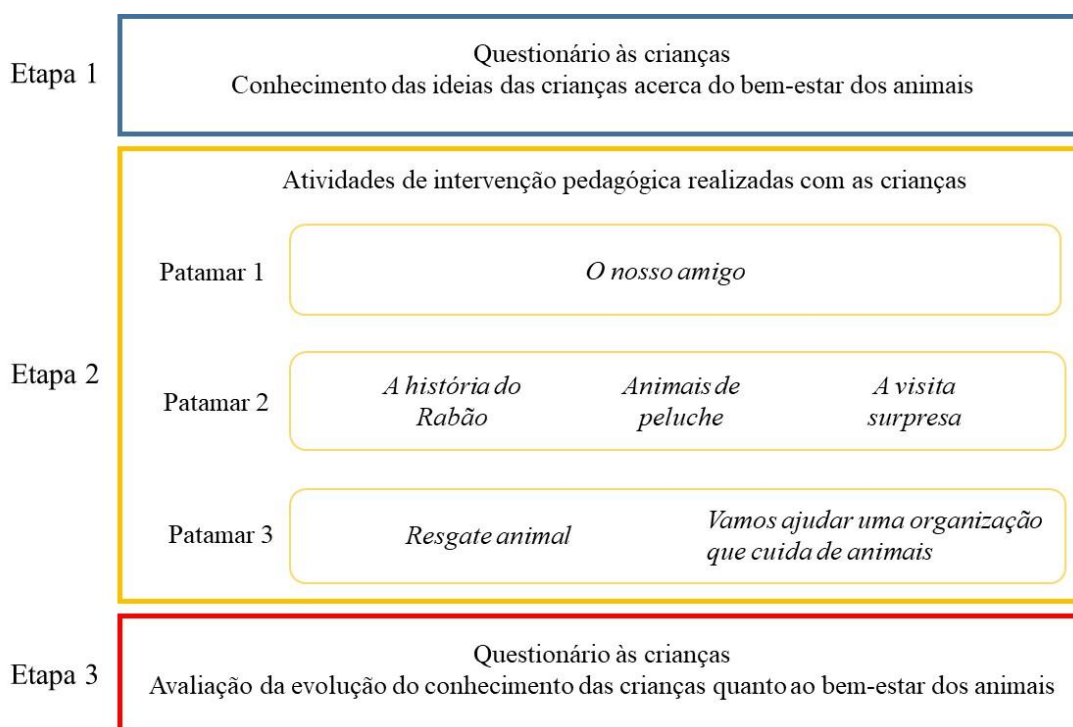 Etapa 1
Questionário às crianças
Conhecimento das ideias das crianças acerca do bem-estar dos animais
Etapa 2
Atividades de intervenção pedagógica realizadas com as crianças
Patamar 1
O nosso amigo
Patamar 2
A história do
Rabão
Animais de
peluche
A visita
surpresa
Patamar 3
Resgate animal
Vamos ajudar uma organização
que cuida de animais
Etapa 3
Questionário às crianças
Avaliação da evolução do conhecimento das crianças quanto ao bem-estar dos animais